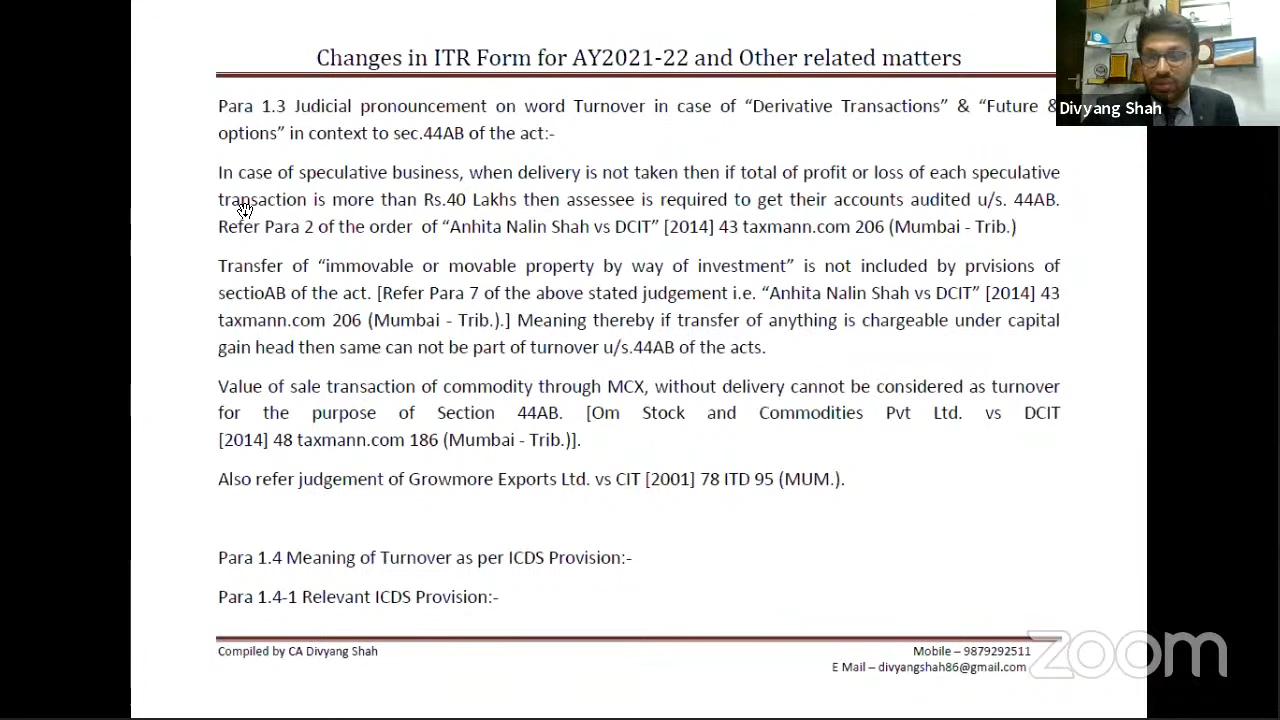 Changes in ITR Form for AY2021-22 and Other related matters
Para 1.3 Judicial pronouncement on word Turnover in case of “Derivative Transactions” & “Future &
options” in context to sec.44AB of the act:-
In case of speculative business, when delivery is not taken then if total of profit or loss of each speculative
transaction is more than Rs.40 Lakhs then assessee is required to get their accounts audited u/s. 44AB.
Refer Para 2 of the order of “Anhita Nalin Shah vs DCIT” [2014] 43 taxmann.com 206 (Mumbai - Trib.)
Transfer of “immovable or movable property by way of investment” is not included by prvisions of
sectioAB of the act. [Refer Para 7 of the above stated judgement i.e. “Anhita Nalin Shah vs DCIT” [2014] 43
taxmann.com 206 (Mumbai - Trib.).] Meaning thereby if transfer of anything is chargeable under capital
gain head then same can not be part of turnover u/s.44AB of the acts.
Value of sale transaction of commodity through MCX, without delivery cannot be considered as turnover
for the purpose of Section 44AB. [Om Stock and Commodities Pvt Ltd. vs DCIT
[2014] 48 taxmann.com 186 (Mumbai - Trib.)].
Also refer judgement of Growmore Exports Ltd. vs CIT [2001] 78 ITD 95 (MUM.).
Para 1.4 Meaning of Turnover as per ICDS Provision:-
Para 1.4-1 Relevant ICDS Provision:-
Compiled by CA Divyang Shah
Mobile – 9879292511
E Mail – divyangshah86@gmail.com
Divyang Shah
zoom